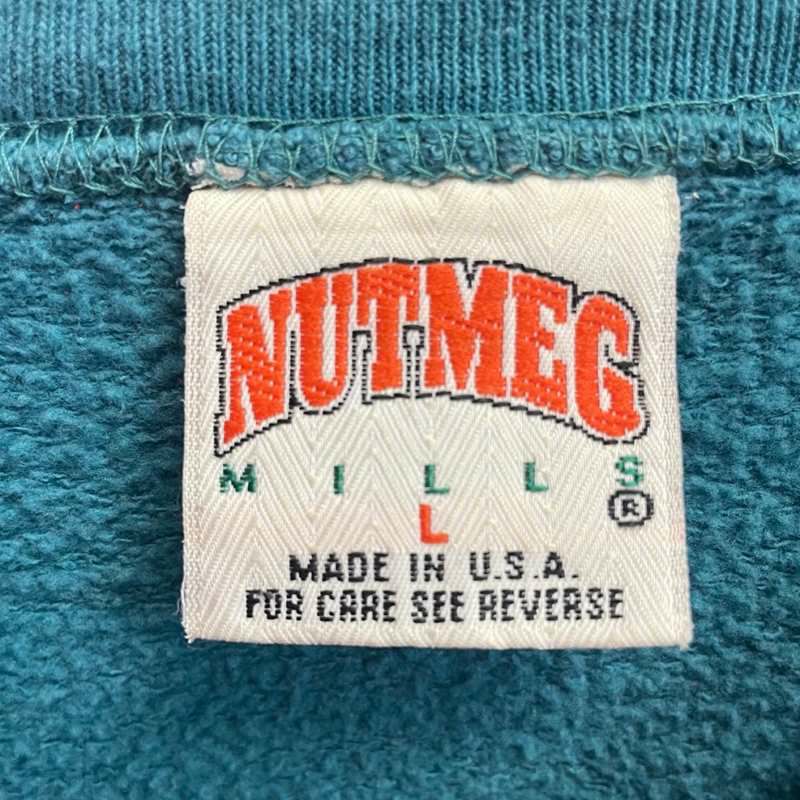 NUTMEG
MILLS
®
L
MADE IN U.S.A.
FOR CARE SEE REVERSE